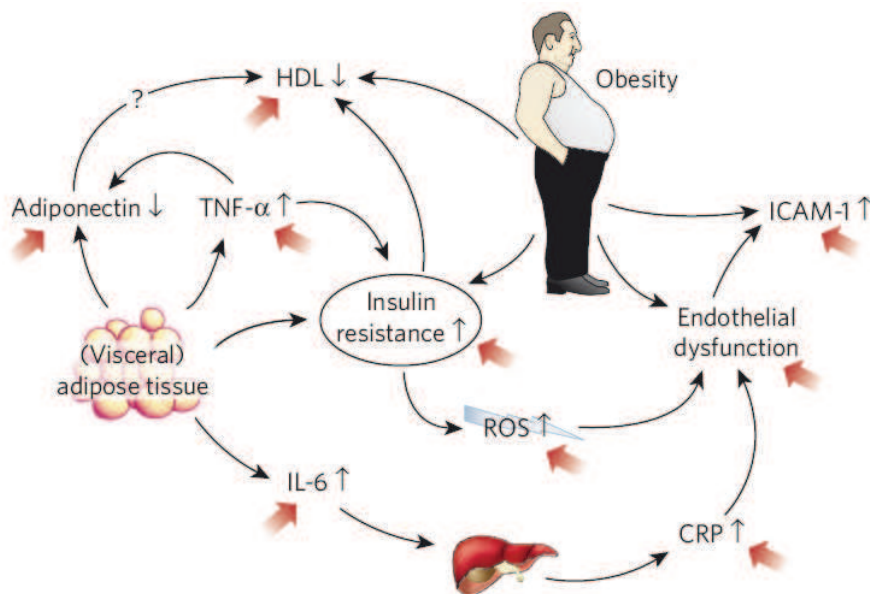 ?
HDL ↓
Obesity
Adiponectin ↓
TNF-α ↑
ICAM-1 ↑
Insulin
resistance ↑
(Visceral)
adipose tissue
Endothelial
dysfunction
ROS ↑
IL-6 ↑
CRP ↑